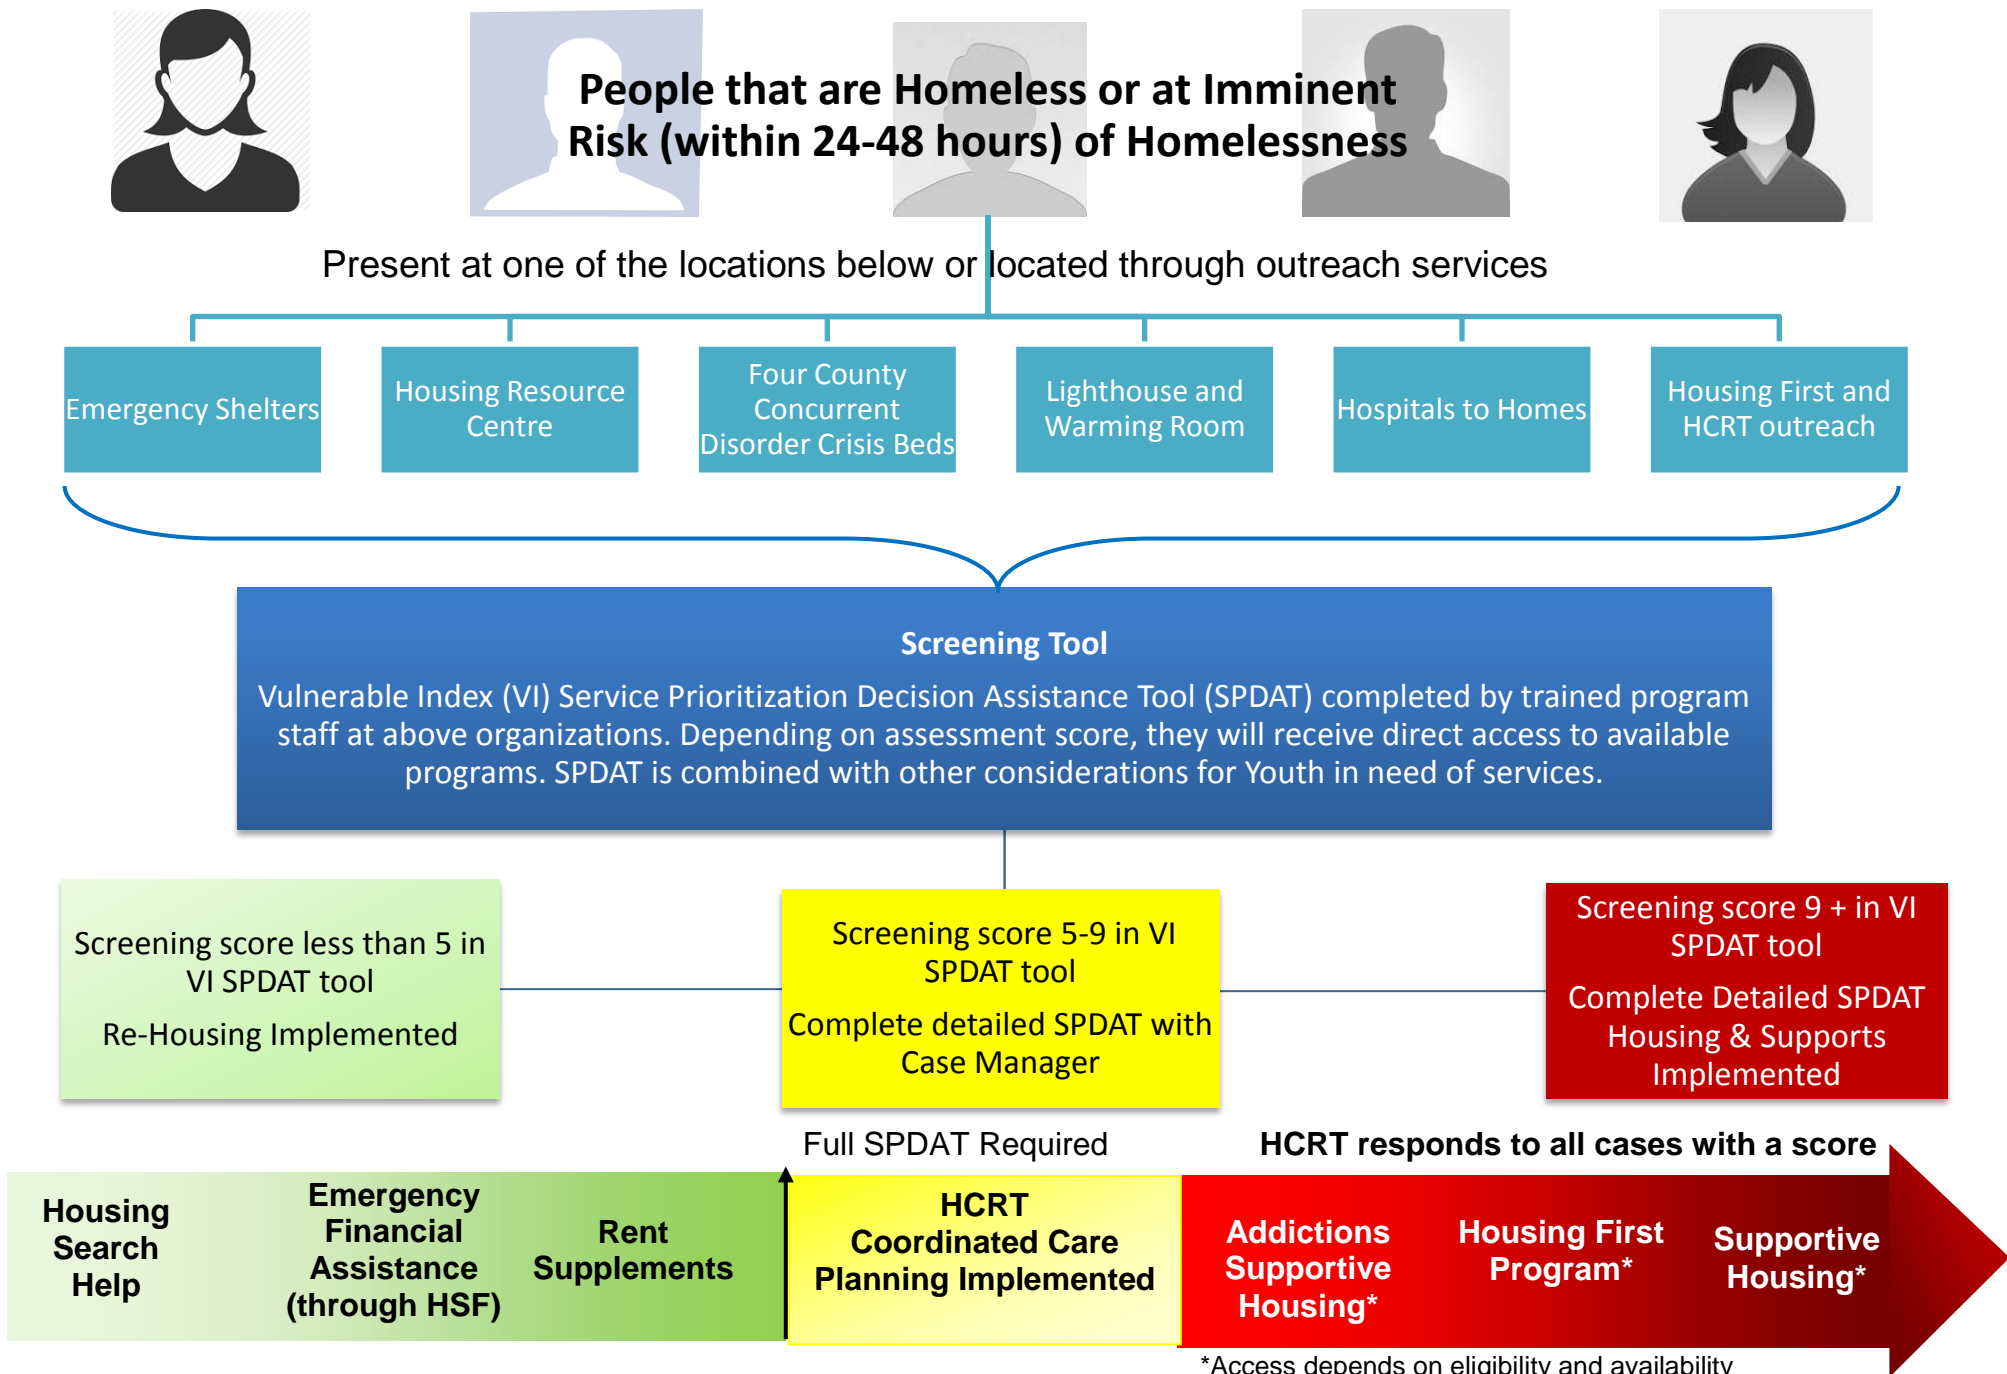 People that are Homeless or at Imminent
Risk (within 24-48 hours) of Homelessness
Present at one of the locations below or located through outreach services
Emergency Shelters
Housing Resource
Centre
Four County
Concurrent
Disorder Crisis Beds
Lighthouse and
Warming Room
Hospitals to Homes
Housing First and
HCRT outreach
Screening Tool
Vulnerable Index (VI) Service Prioritization Decision Assistance Tool (SPDAT) completed by trained program
staff at above organizations. Depending on assessment score, they will receive direct access to available
programs. SPDAT is combined with other considerations for Youth in need of services.
Screening score less than 5 in
VI SPDAT tool
Re-Housing Implemented
Screening score 5-9 in VI
SPDAT tool
Complete detailed SPDAT with
Case Manager
Screening score 9 + in VI
SPDAT tool
Complete Detailed SPDAT
Housing & Supports
Implemented
Full SPDAT Required
HCRT responds to all cases with a score
Housing
Search
Help
Emergency
Financial
Assistance
(through HSF)
Rent
Supplements
HCRT
Coordinated Care
Planning Implemented
Addictions
Supportive
Housing*
Housing First
Program*
Supportive
Housing*
*Access depends on eligibility and availability